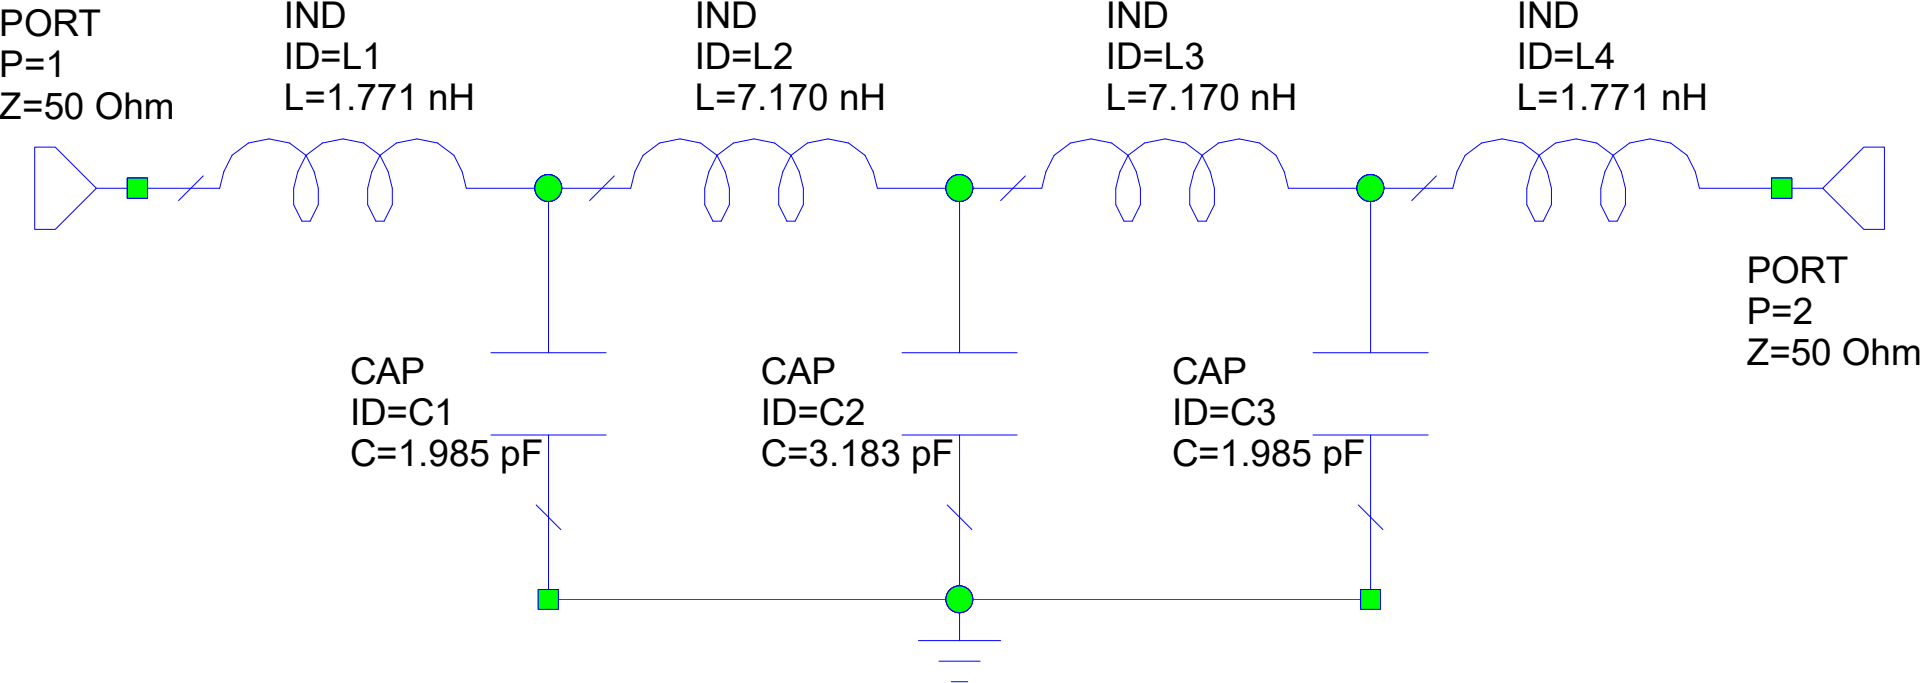 PORT
P=1
Z=50 Ohm
IND
ID=L1
L=1.771 nH
IND
ID=L2
L=7.170 nH
IND
ID=L3
L=7.170 nH
IND
ID=L4
L=1.771 nH
CAP
ID=C1
C=1.985 pF
CAP
ID=C2
C=3.183 pF
CAP
ID=C3
C=1.985 pF
PORT
P=2
Z=50 Ohm